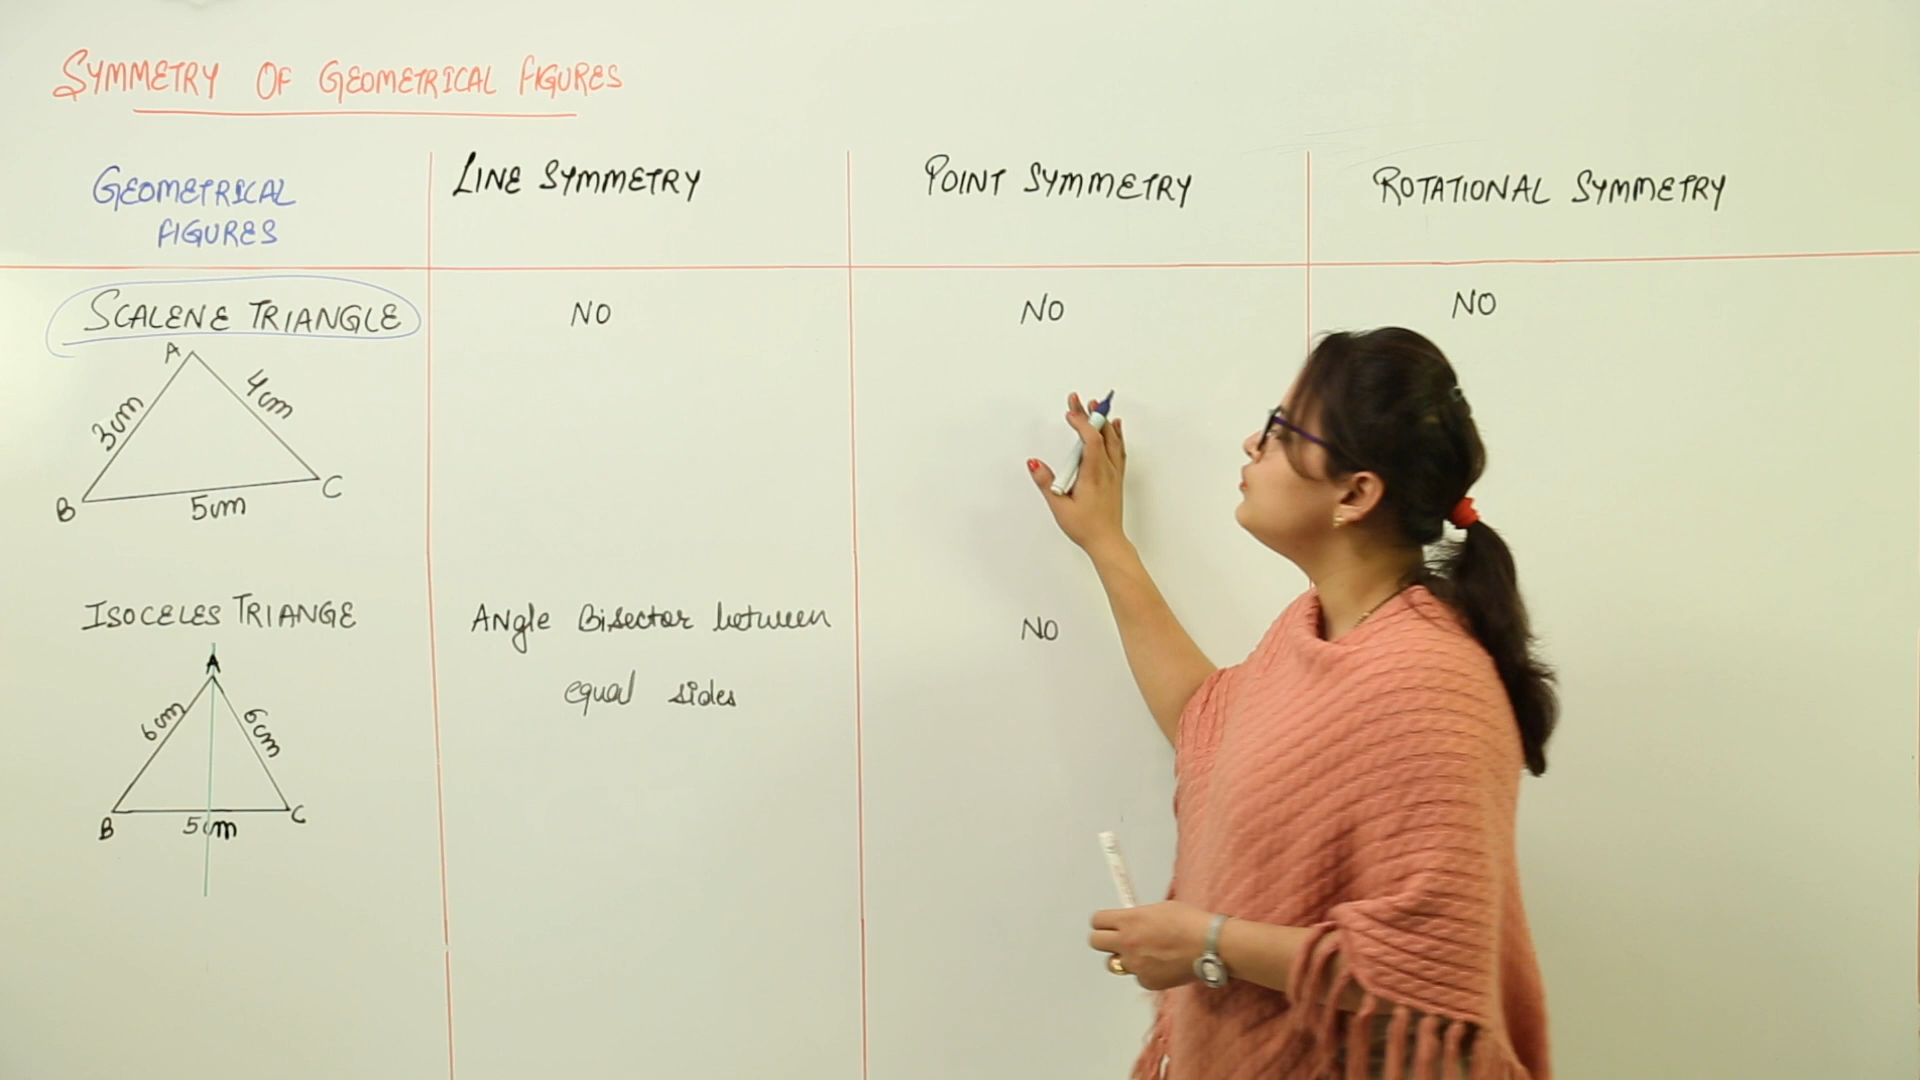 SYMMETRY OF GEOMETRICAL FIGURES
GEOMETRICAL
FIGURES
LINE SYMMETRY
POINT SYMMETRY
ROTATIONAL SYMMETRY
SCALENE TRIANGLE
NO
NO
NO
A
3cm
4cm
B
5cm
C
ISOCELES TRIANGE
Angle Bisector between
equal sides
NO
A
6cm
6cm
B
5cm
C